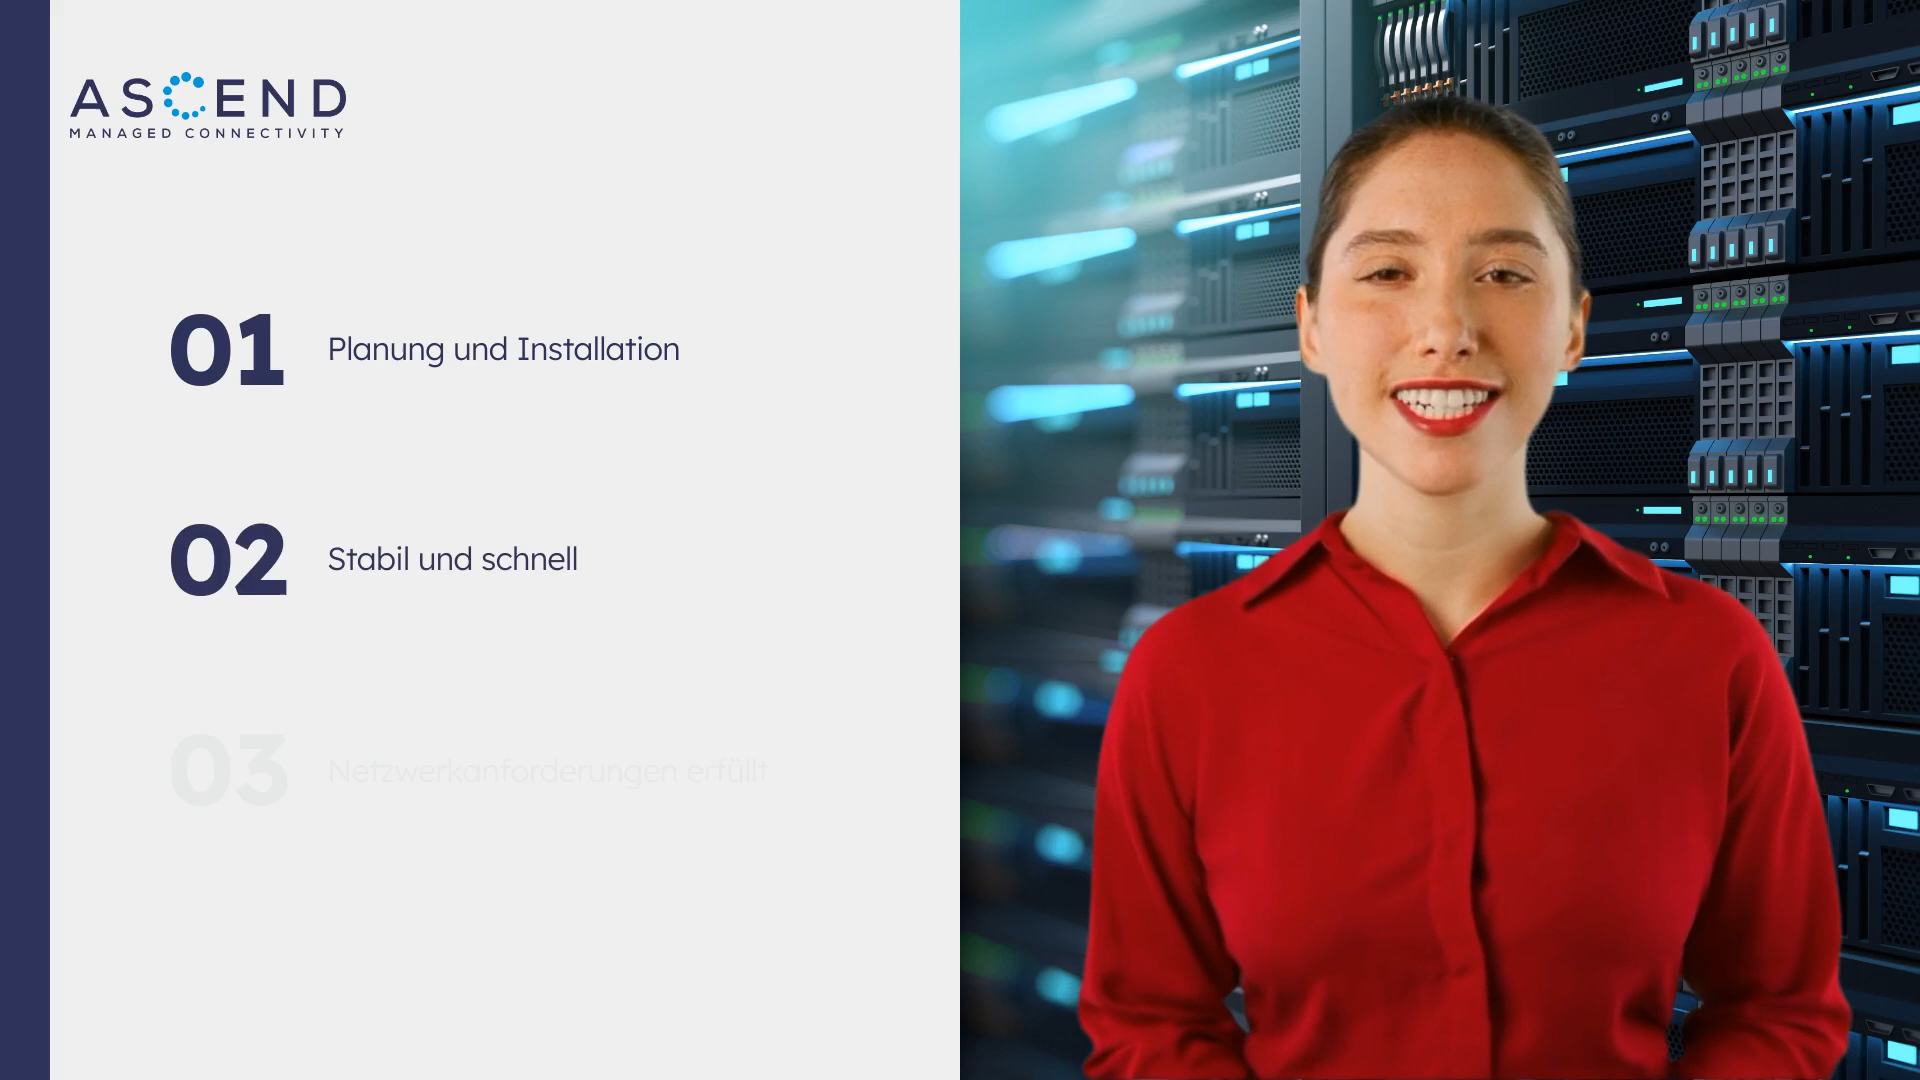 ASCEND
MANAGED CONNECTIVITY
01 Planung und Installation
02 Stabil und schnell
03 Netzwerkanforderungen erfüllt